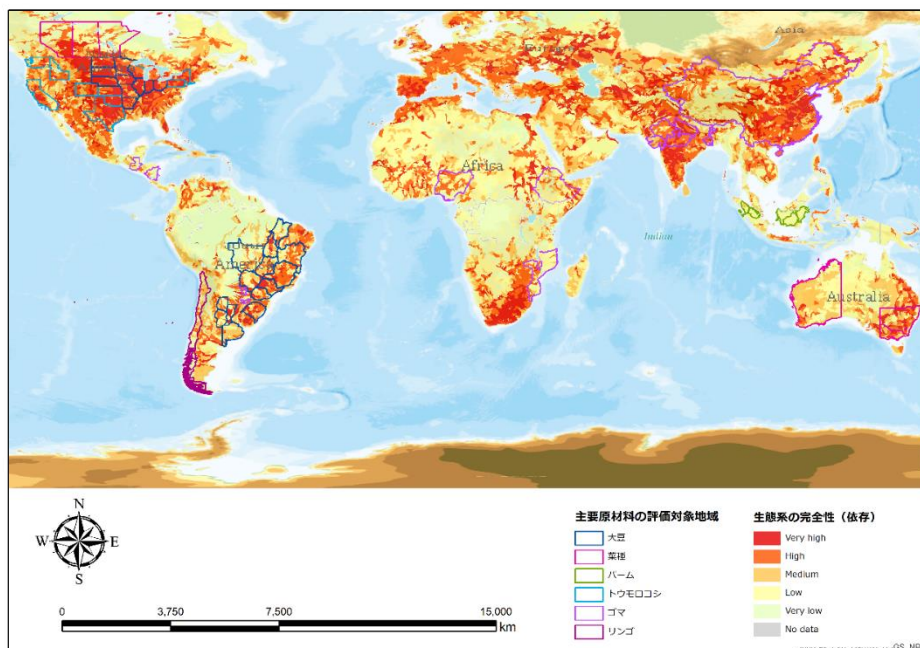 Asia
Europe
Africa
South
America
Indian
Australia
N
W E
S
0 3,750 7,500 15,000
km
主要原材料の評価対象地域
大豆
菜種
パーム
トウモロコシ
ゴマ
リンゴ
生態系の完全性（依存）
Very high
High
Medium
Low
Very low
No data